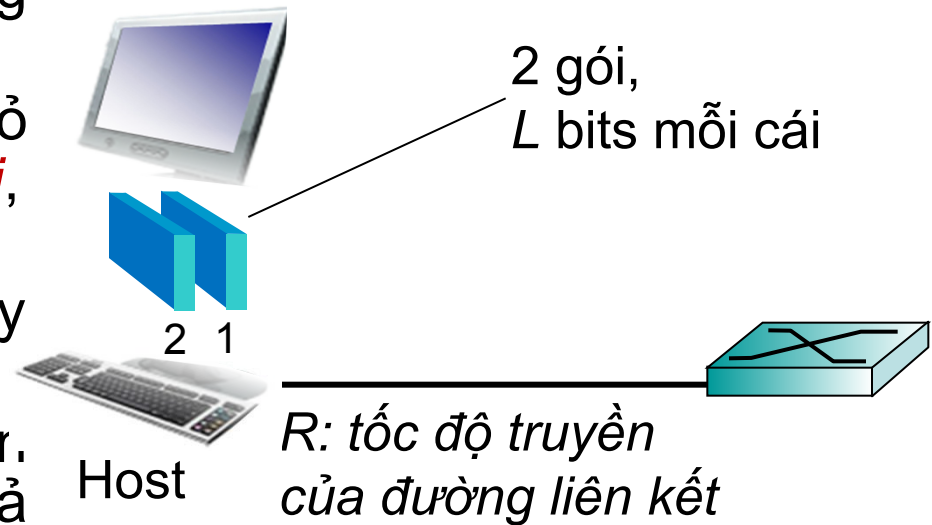 g
2 gói,
L bits mỗi cái
ỏ
i,
y
2 1
R: tốc độ truyền
của đường liên kết
Host
ả